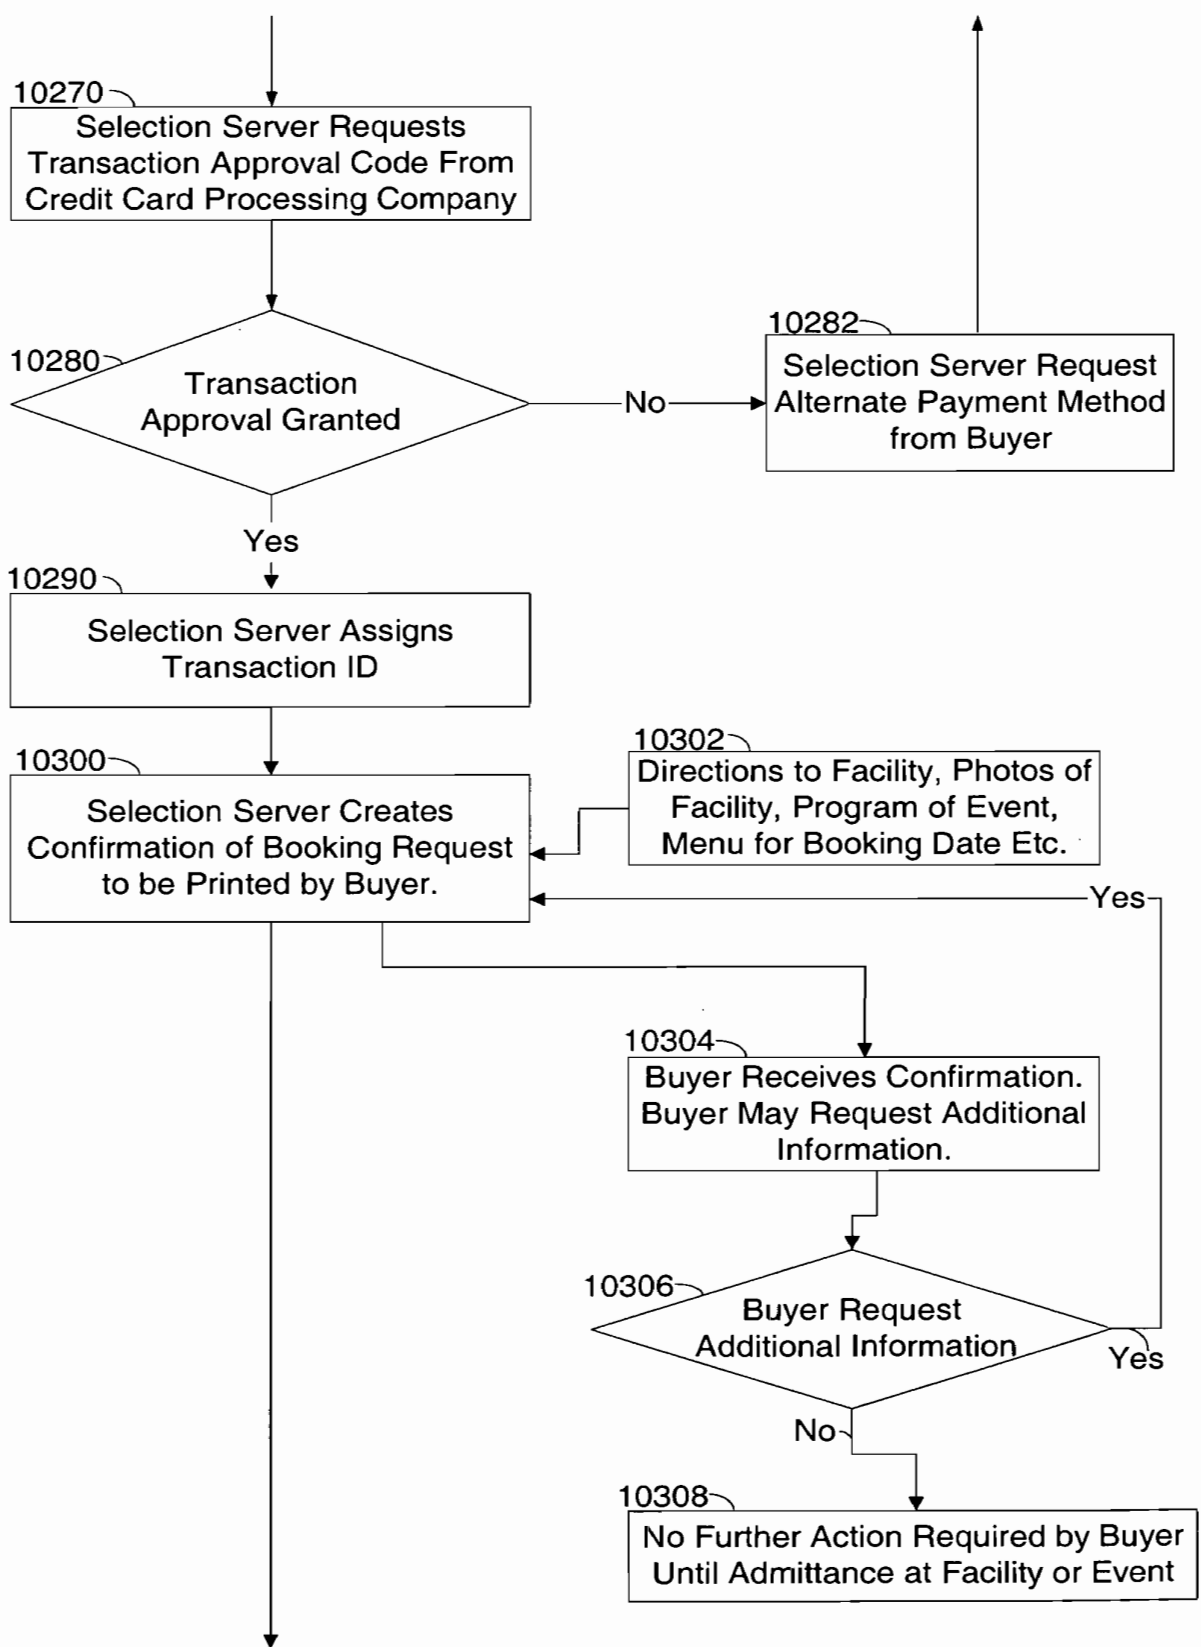 10270
Selection Server Requests
Transaction Approval Code From
Credit Card Processing Company
10280
Transaction
Approval Granted
No
10282
Selection Server Request
Alternate Payment Method
from Buyer
Yes
10290
Selection Server Assigns
Transaction ID
10300
Selection Server Creates
Confirmation of Booking Request
to be Printed by Buyer.
10302
Directions to Facility, Photos of
Facility, Program of Event,
Menu for Booking Date Etc.
Yes
10304
Buyer Receives Confirmation.
Buyer May Request Additional
Information.
10306
Buyer Request
Additional Information
Yes
No
10308
No Further Action Required by Buyer
Until Admittance at Facility or Event